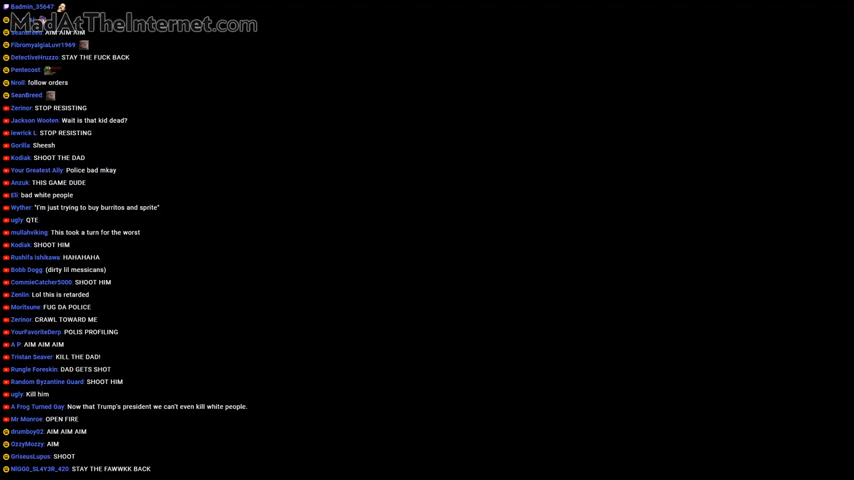 Badmin_35647
MadAtTheInternet.com
SeanBreed: AIM AIM AIM
FibromyalgiaLuvr1969
DetectiveHruzzo: STAY THE FUCK BACK
Pentecost:
Nroll: follow orders
SeanBreed:
Zerinor: STOP RESISTING
Jackson Wooten: Wait is that kid dead?
lewrick L: STOP RESISTING
Gorilla: Sheesh
Kodiak: SHOOT THE DAD
Your Greatest Ally: Police bad mkay
Anzuk: THIS GAME DUDE
Eli: bad white people
Wyther: "I'm just trying to buy burritos and sprite"
ugly: QTE
mullahviking: This took a turn for the worst
Kodiak: SHOOT HIM
Rushifa Ishikawa: HAHAHAHA
Bobb Dogg: (dirty lil messicans)
CommieCatcher5000: SHOOT HIM
Zenlin: Lol this is retarded
Moritsune: FUG DA POLICE
Zerinor: CRAWL TOWARD ME
YourFavoriteDerp: POLIS PROFILING
A P: AIM AIM AIM
Tristan Seaver: KILL THE DAD!
Rungle Foreskin: DAD GETS SHOT
Random Byzantine Guard: SHOOT HIM
ugly: Kill him
A Frog Turned Gay: Now that Trump's president we can't even kill white people.
Mr Monroe: OPEN FIRE
drumboy02: AIM AIM AIM
OzzyMozzy: AIM
GriseusLupus: SHOOT
NIGG0_SL4Y3R_420: STAY THE FAWWKK BACK